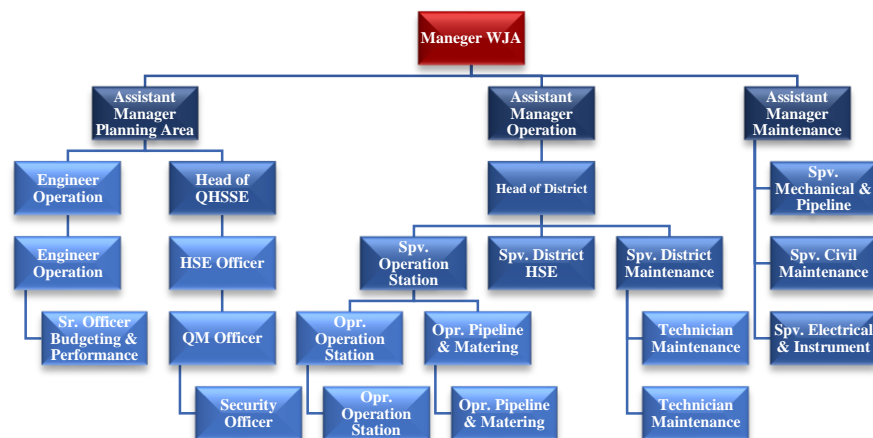 Maneger WJA
Assistant
Manager
Planning Area
Assistant
Manager
Operation
Assistant
Manager
Maintenance
Engineer
Operation
Head of
QHSSE
Head of District
Spv.
Mechanical &
Pipeline
Engineer
Operation
HSE Officer
Spv.
Operation
Station
Spv. District
HSE
Spv. District
Maintenance
Spv. Civil
Maintenance
Sr. Officer
Budgeting &
Performance
QM Officer
Opr.
Operation
Station
Opr. Pipeline
& Matering
Technician
Maintenance
Spv. Electrical
& Instrument
Security
Officer
Opr.
Operation
Station
Opr. Pipeline
& Matering
Technician
Maintenance